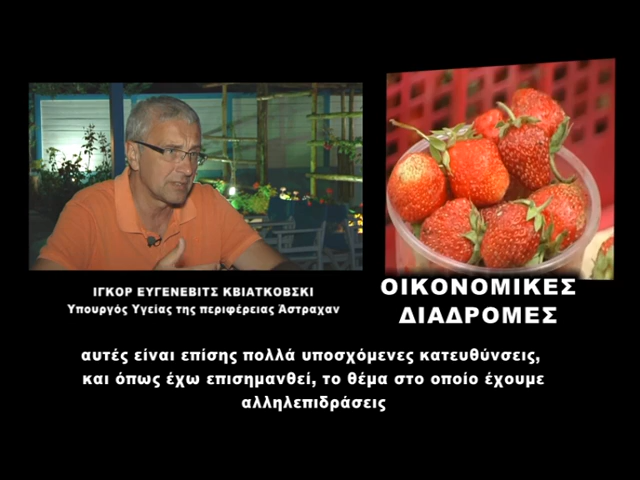 ΙΓΚΟΡ ΕΥΓΕΝΕΒΙΤΣ ΚΒΙΑΤΚΟΒΣΚΙ
Υπουργός Υγείας της περιφέρειας Άστραχαν
ΟΙΚΟΝΟΜΙΚΕΣ
ΔΙΑΔΡΟΜΕΣ
αυτές είναι επίσης πολλά υποσχόμενες κατευθύνσεις,
και όπως έχω επισημανθεί, το θέμα στο οποίο έχουμε
αλληλεπιδράσεις